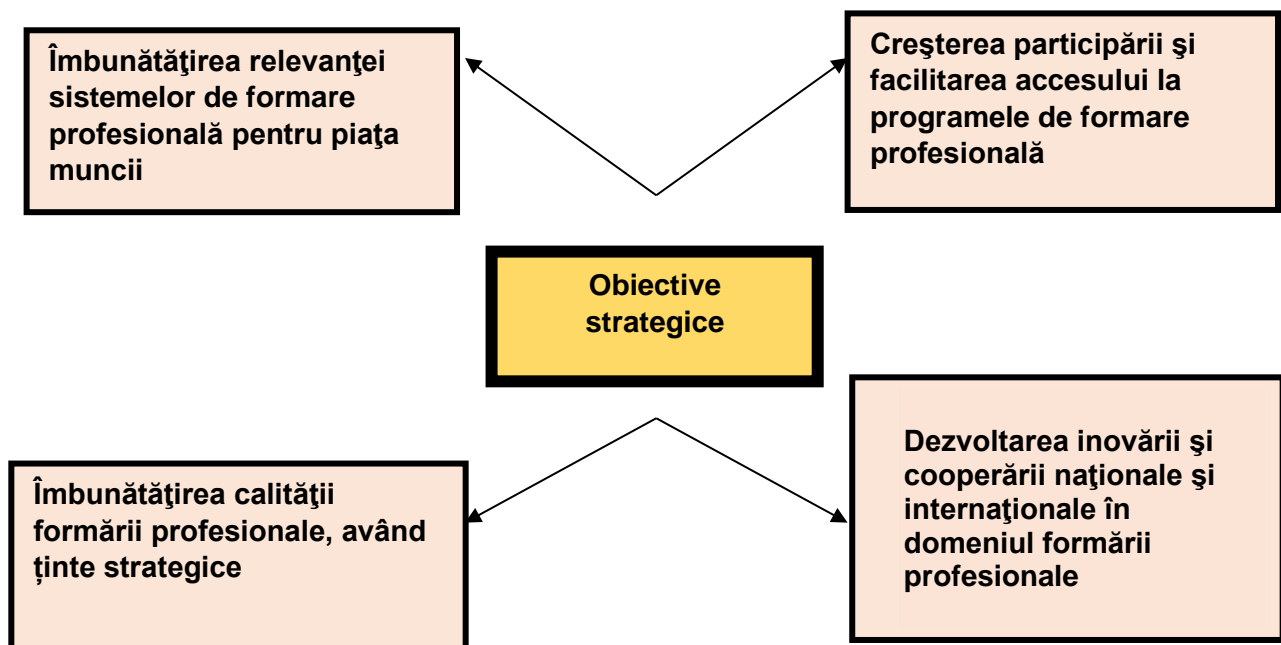 Îmbunătăţirea relevanţei
sistemelor de formare
profesională pentru piaţa
muncii
Creşterea participării şi
facilitarea accesului la
programele de formare
profesională
Obiective
strategice
Îmbunătăţirea calităţii
formării profesionale, având
ținte strategice
Dezvoltarea inovării şi
cooperării naţionale şi
internaţionale în
domeniul formării
profesionale